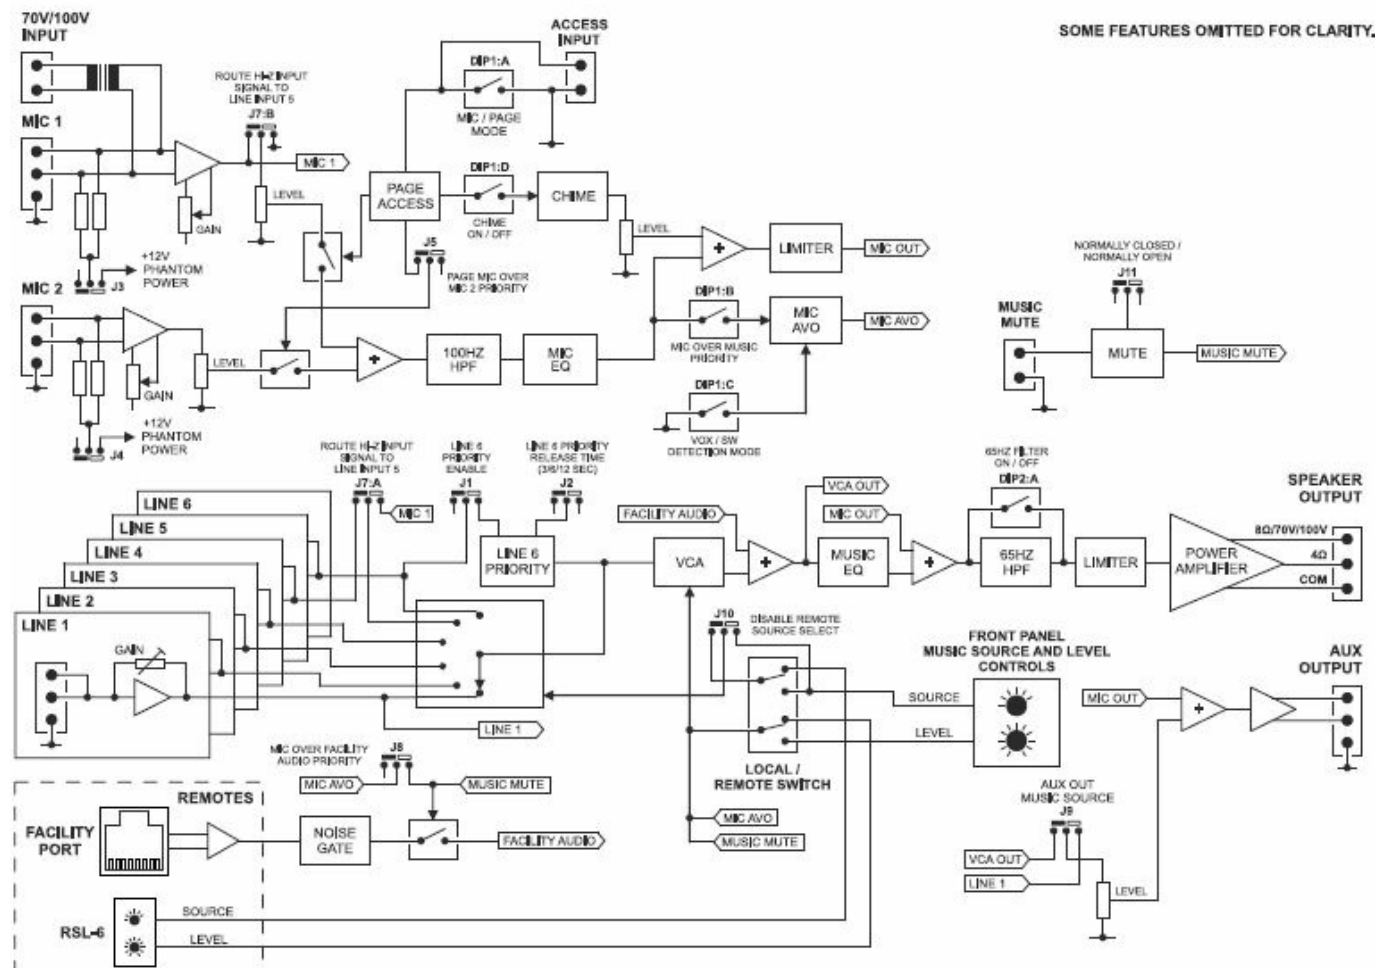 70V/100V
INPUT
ACCESS
INPUT
SOME FEATURES OMITTED FOR CLARITY.
ROUTE HI-Z INPUT
SIGNAL TO
LINE INPUT 5
J7:B
DIP1:A
MIC / PAGE
MODE
MIC 1
MIC 1
LEVEL
GAIN
PAGE
ACCESS
DIP1:D
CHIME
ON / OFF
CHIME
LEVEL
+
LIMITER
MIC OUT
+12V
PHANTOM
POWER
J3
J5
PAGE MIC OVER
MIC 2 PRIORITY
NORMALLY CLOSED /
NORMALLY OPEN
J11
MIC 2
LEVEL
GAIN
+12V
PHANTOM
POWER
J4
+
100HZ
HPF
MIC
EQ
DIP1:B
MIC OVER MUSIC
PRIORITY
MIC
AVO
MIC AVO
DIP1:C
VOX / SW
DETECTION MODE
MUSIC
MUTE
MUTE
MUSIC MUTE
ROUTE HI-Z INPUT
SIGNAL TO
LINE INPUT 5
J7:A
MIC 1
LINE 6
PRIORITY
ENABLE
J1
LINE 6 PRIORITY
RELEASE TIME
(3/6/12 SEC)
J2
LINE 6
LINE 5
LINE 4
LINE 3
LINE 2
LINE 1
GAIN
LINE 6
PRIORITY
LINE 1
FACILITY AUDIO
VCA
+
VCA OUT
MIC OUT
MUSIC
EQ
+
65HZ FILTER
ON / OFF
DIP2:A
65HZ
HPF
LIMITER
POWER
AMPLIFIER
SPEAKER
OUTPUT
8Ω/70V/100V
4Ω
COM
J10
DISABLE REMOTE
SOURCE SELECT
FRONT PANEL
MUSIC SOURCE AND LEVEL
CONTROLS
SOURCE
LEVEL
LOCAL /
REMOTE SWITCH
MIC AVO
MUSIC MUTE
MIC OUT
+
AUX
OUTPUT
AUX OUT
MUSIC SOURCE
J9
VCA OUT
LINE 1
LEVEL
MIC OVER FACILITY
AUDIO PRIORITY
J8
MIC AVO
MUSIC MUTE
REMOTES
FACILITY
PORT
NOISE
GATE
FACILITY AUDIO
RSL-6
SOURCE
LEVEL